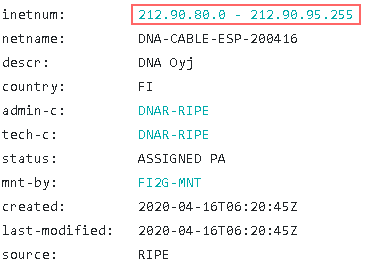 inetnum: 212.90.80.0 - 212.90.95.255
netname: DNA-CABLE-ESP-200416
descr: DNA Oyj
country: FI
admin-c: DNAR-RIPE
tech-c: DNAR-RIPE
status: ASSIGNED PA
mnt-by: FI2G-MNT
created: 2020-04-16T06:20:45Z
last-modified: 2020-04-16T06:20:45Z
source: RIPE